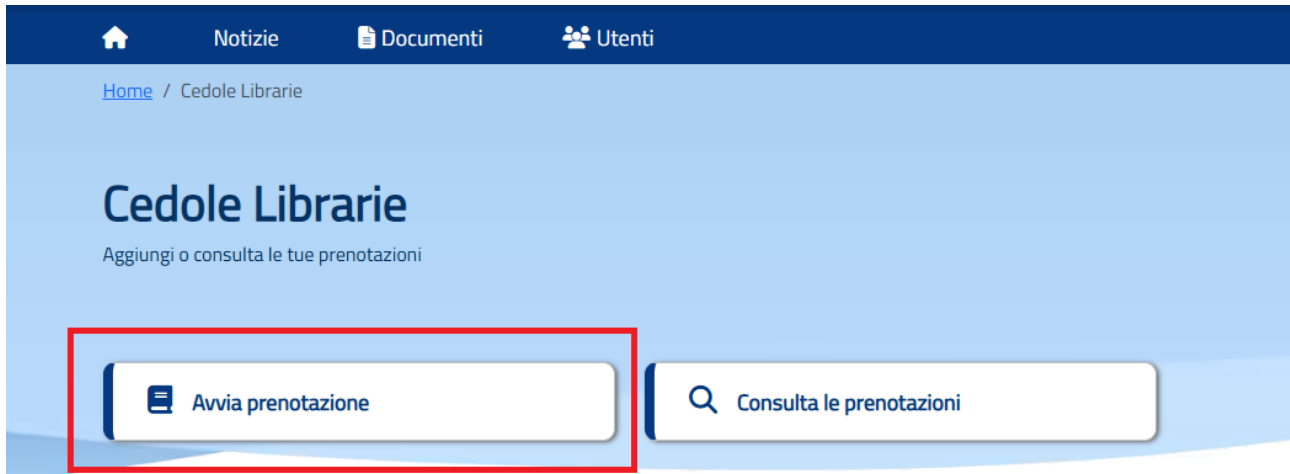 Notizie Documenti Utenti
Home / Cedole Librarie
Cedole Librarie
Aggiungi o consulta le tue prenotazioni
Avvia prenotazione Consulta le prenotazioni